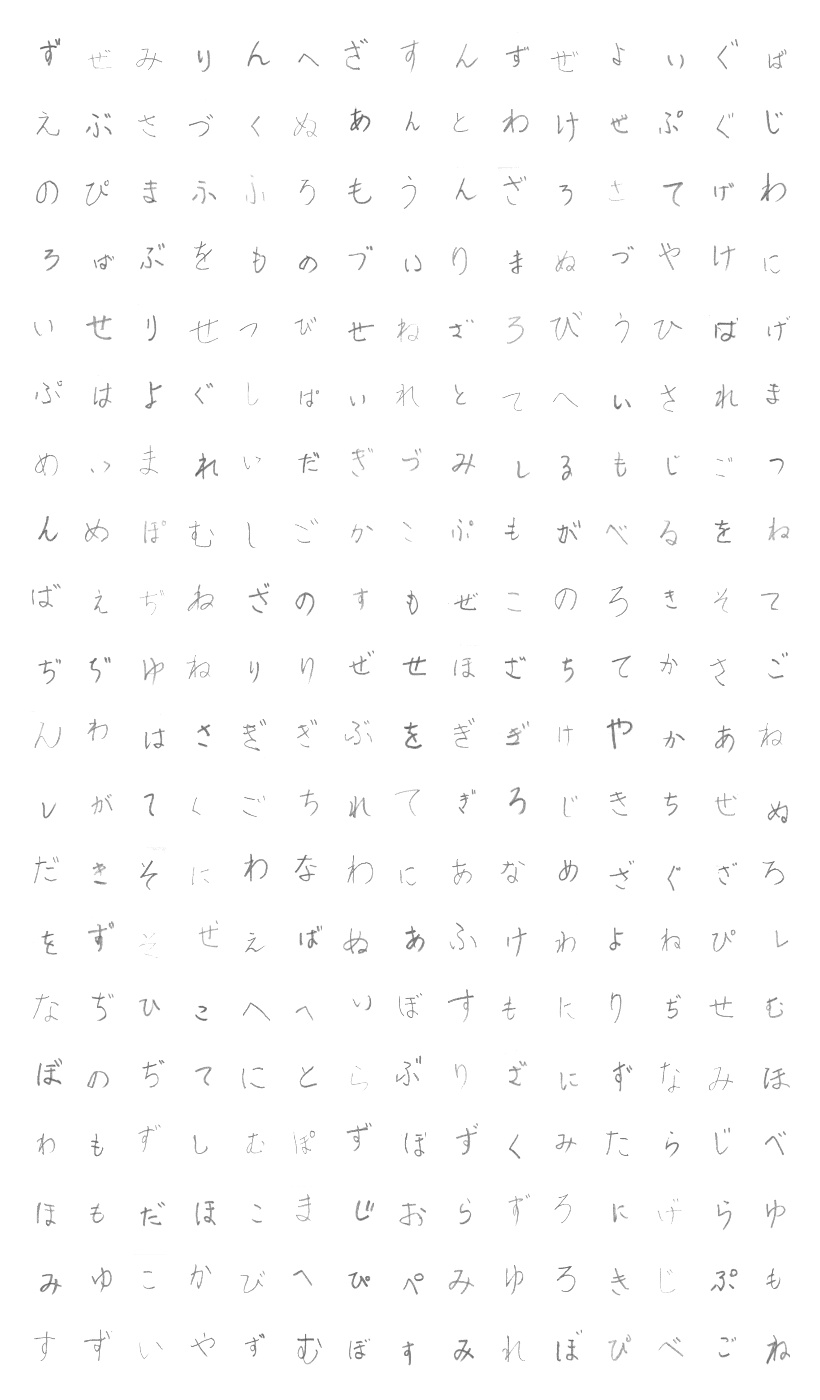 ずぜみりんへざすんずぜよいぐば
えぶさづくぬあんとわけぜぷぐじ
のぴまふふろもうんざろさてげわ
ろばぶをものづいりまぬづやけに
いせりせつびせねざろびうひばげ
ぷはよぐしぱいれとてへいされま
めいまれいだぎづみしるもじごつ
んめぽむしごかこぷもがべるをね
ばえぢねざのすもぜこのろきそて
ぢぢゆねりりぜせほざちてかさご
んわはさぎぎぶをぎぎけやかあね
しがてくごちれてぎろじきちぜぬ
だきそにわなわにあなめざぐざろ
をずそぜえばぬあふけわよねぴし
なぢひこへへいぼすもにりぢせむ
ぼのぢてにとらぶりざにずなみほ
わもずしむぽずぼずくみたらじべ
ほもだほこまじおらずろにげらゆ
みゆこかびへぴぺみゆろきじぷも
すずいやずむぼすみれぼぴべごね